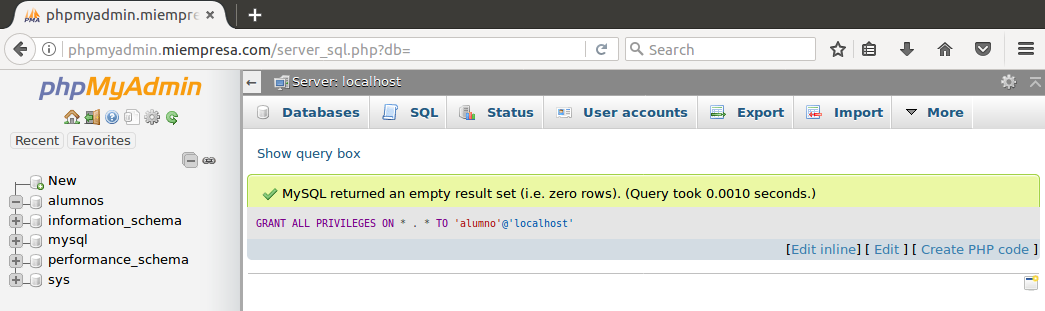 phpmyadmin.miempresa...
phpmyadmin.miempresa.com/server_sql.php?db=
Search
phpMyAdmin
Recent Favorites
New
alumnos
information_schema
mysql
performance_schema
sys
Server: localhost
Databases SQL Status User accounts Export Import More
Show query box
MySQL returned an empty result set (i.e. zero rows). (Query took 0.0010 seconds.)
GRANT ALL PRIVILEGES ON * . * TO 'alumno'@'localhost'
[Edit inline] [ Edit ] [ Create PHP code ]